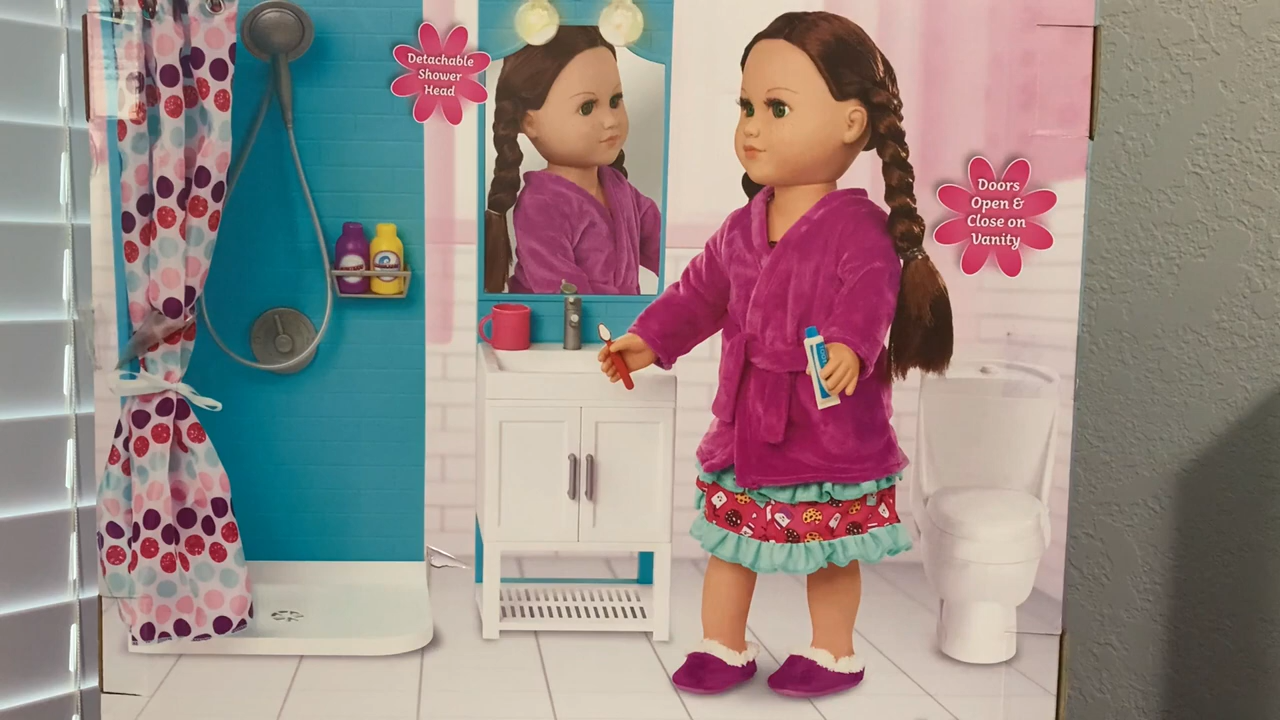 Detachable
Shower
Head
Doors
Open &
Close on
Vanity